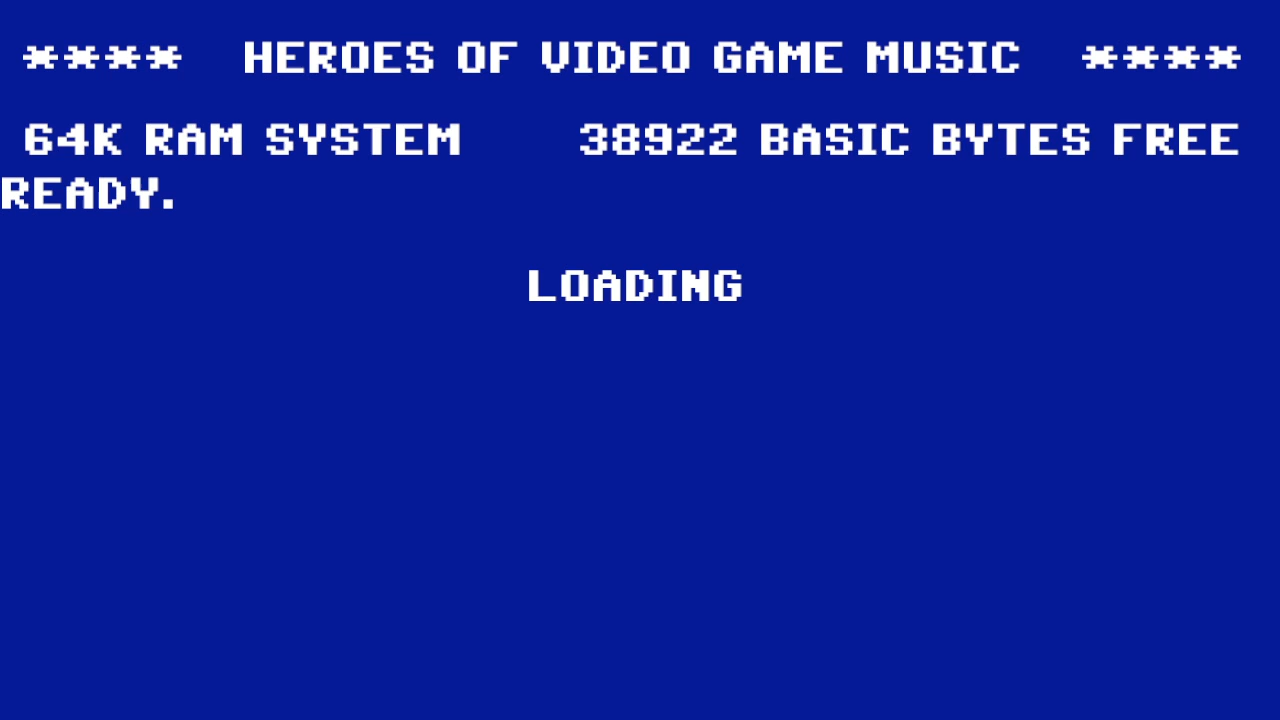 **** HEROES OF VIDEO GAME MUSIC ****
64K RAM SYSTEM 38922 BASIC BYTES FREE
READY.
LOADING